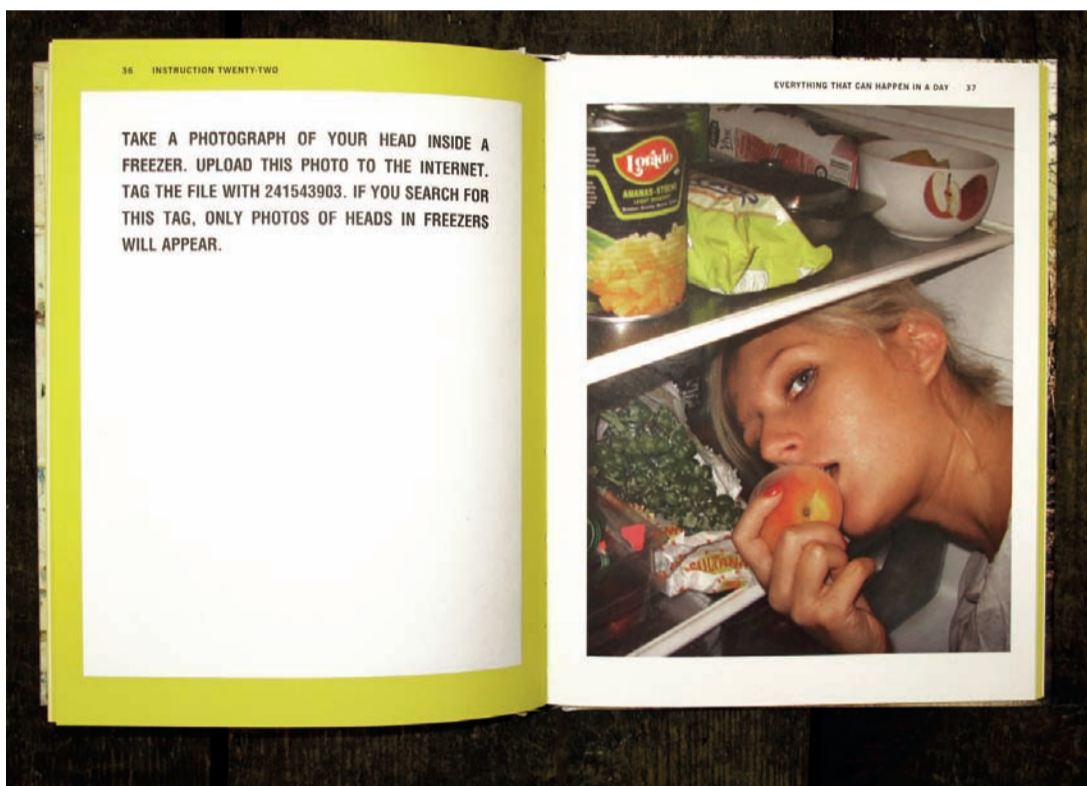 36 INSTRUCTION TWENTY-TWO
TAKE A PHOTOGRAPH OF YOUR HEAD INSIDE A
FREEZER. UPLOAD THIS PHOTO TO THE INTERNET.
TAG THE FILE WITH 241543903. IF YOU SEARCH FOR
THIS TAG, ONLY PHOTOS OF HEADS IN FREEZERS
WILL APPEAR.
EVERYTHING THAT CAN HAPPEN IN A DAY 37
Lorado
ANANAS-STÜCKE